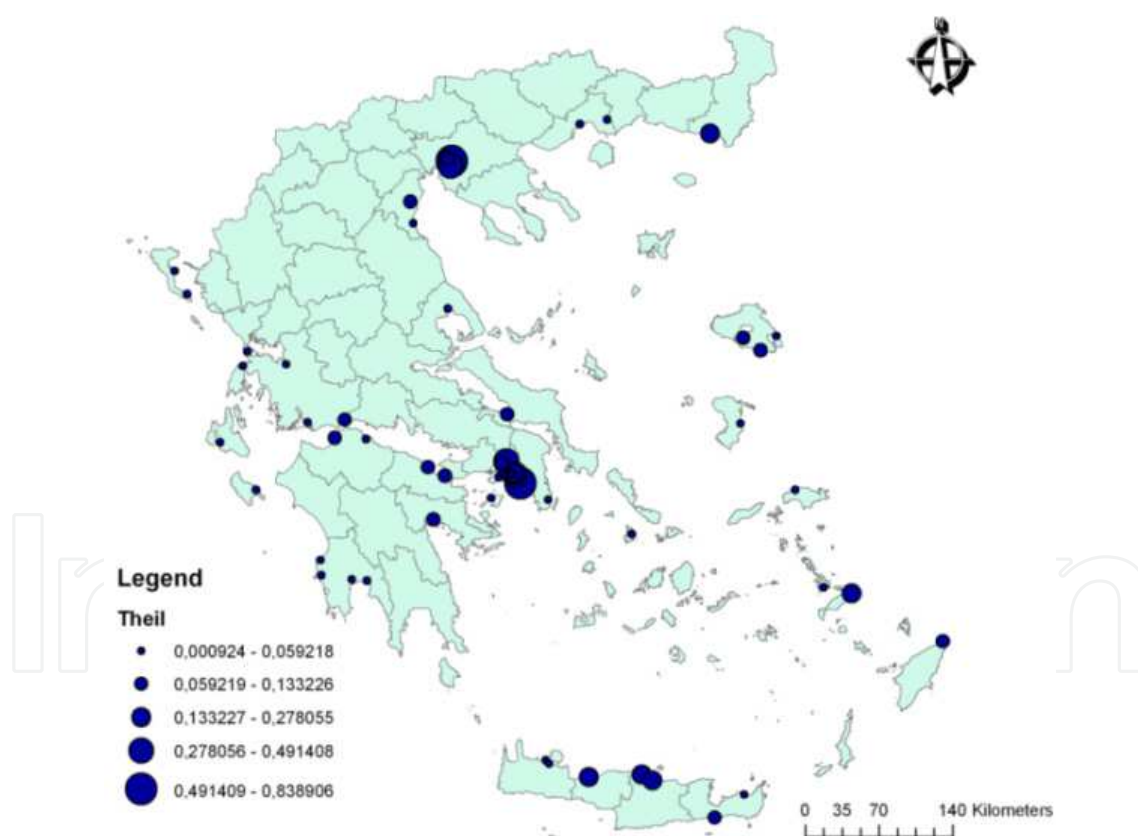 Legend
Theil
0,000924 - 0,059218
0,059219 - 0,133226
0,133227 - 0,278055
0,278056 - 0,491408
0,491409 - 0,838906
0 35 70 140 Kilometers